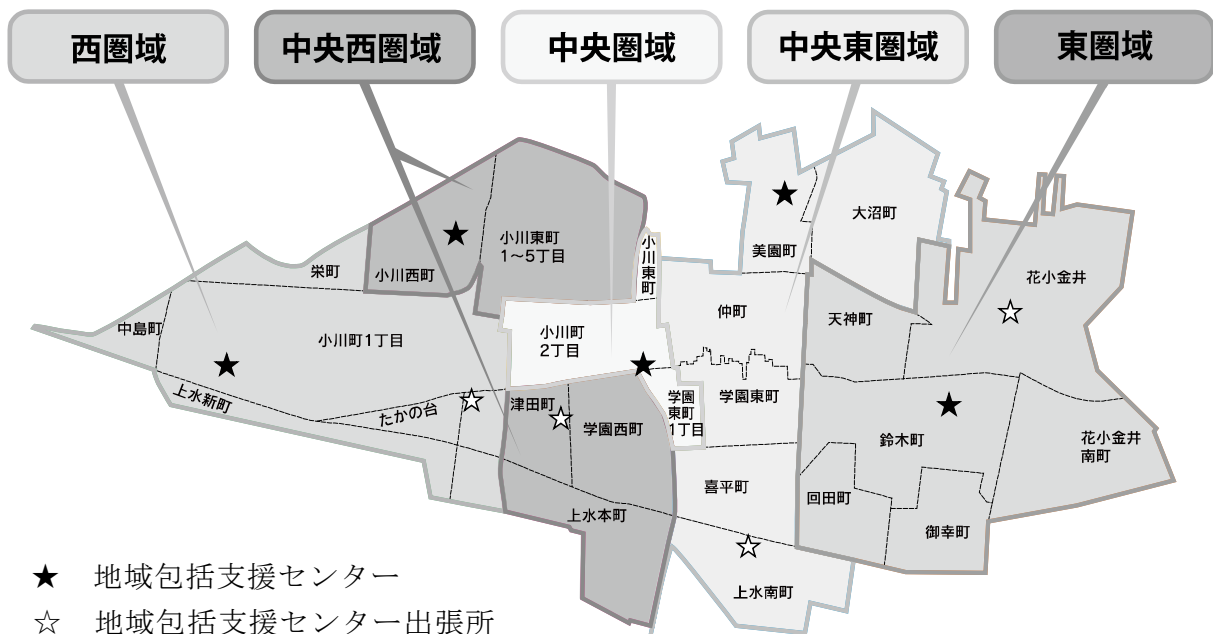 西圏域
中央西圏域
中央圏域
中央東圏域
東圏域
大沼町
美園町
小川東町
1～5丁目
小川東町
小川西町
栄町
花小金井
中島町
小川町1丁目
小川町
2丁目
仲町
天神町
上水新町
たかの台
津田町
学園西町
学園
東町
1丁目
学園東町
鈴木町
花小金井
南町
喜平町
回田町
上水本町
御幸町
上水南町
★ 地域包括支援センター
☆ 地域包括支援センター出張所